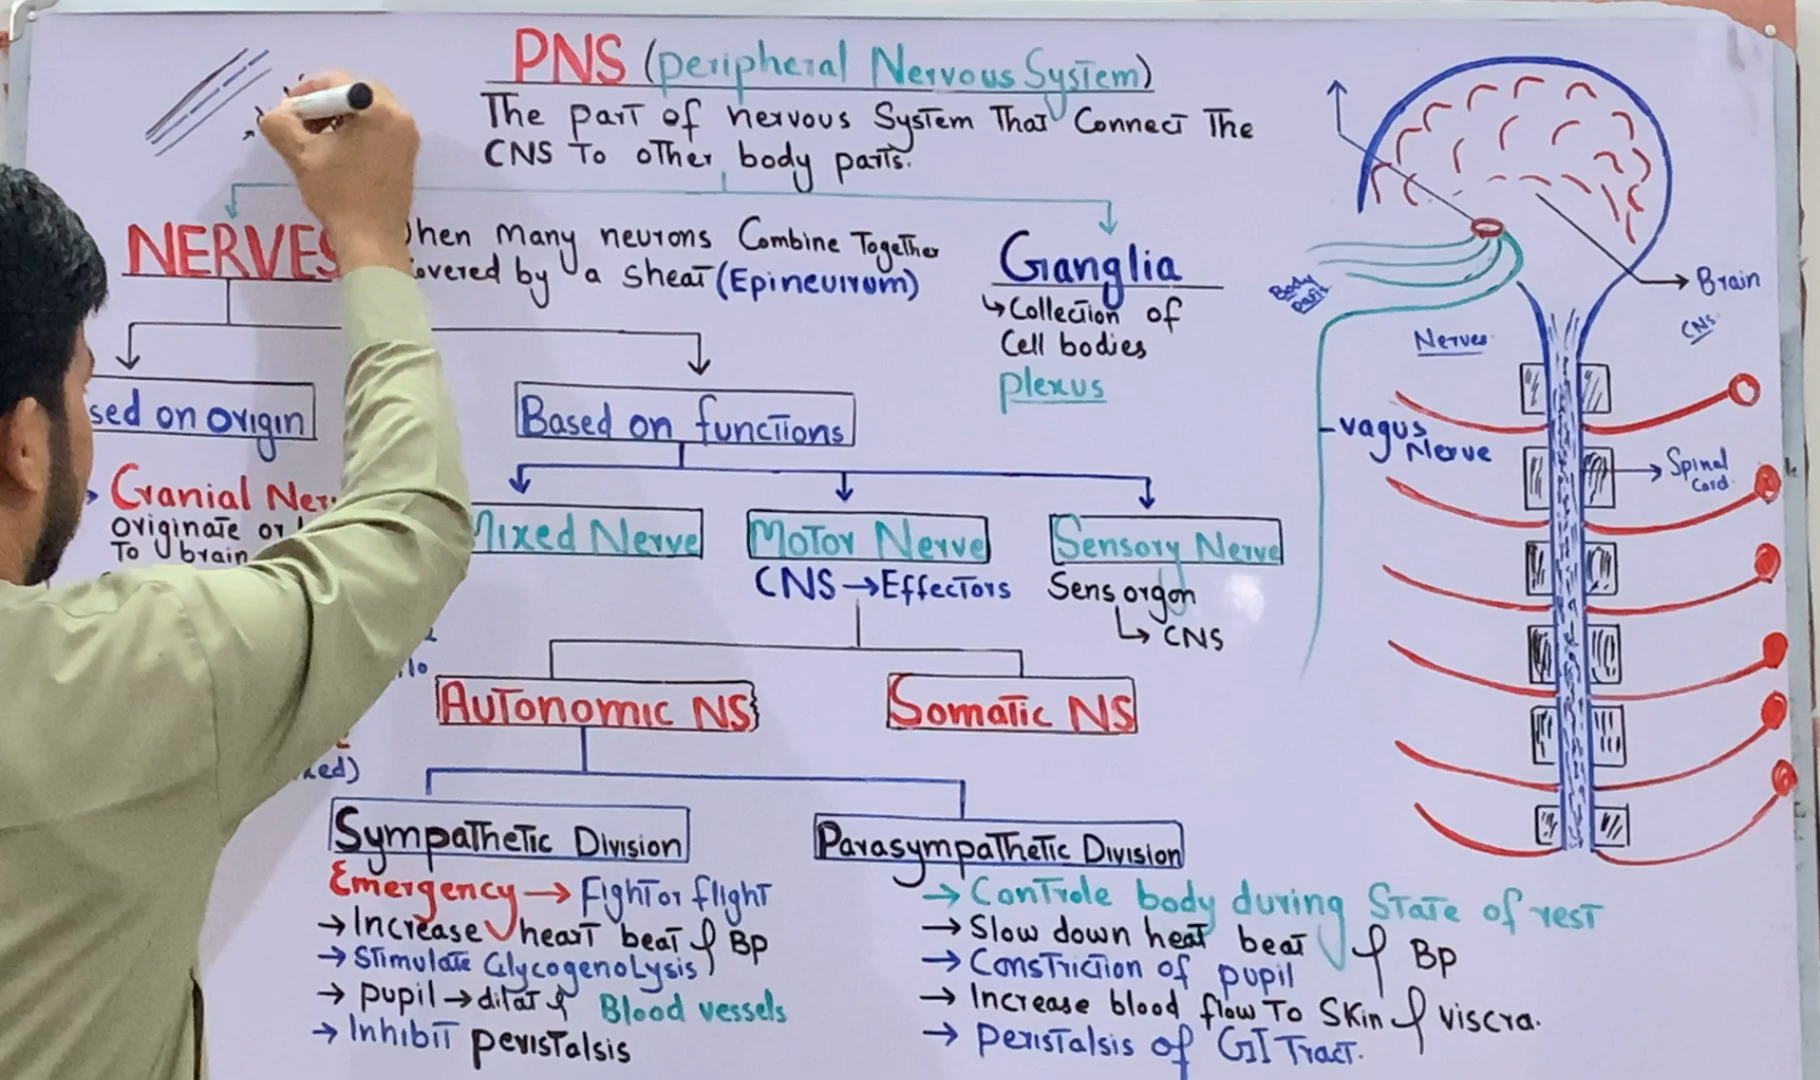 PNS (peripheral Nervous System)
The part of nervous System That Connect The
CNS To other body parts.
NERVES
hen many neurons Combine Together
overed by a sheat (Epineuirum)
Ganglia
↳ Collection of
Cell bodies
plexus
sed on origin
Based on functions
Cranial Ner
originate or
To brain
Mixed Nerve
Motor Nerve
CNS → Effectors
Sensory Nerve
Sens orgon
↳ CNS
Autonomic NS
Somatic NS
Sympathetic Division
Emergency → Fight or flight
→ Increase heart beat & BP
→ Stimulate Glycogenolysis
→ pupil → dilat & Blood vessels
→ Inhibit peristalsis
Parasympathetic Division
→ Controle body during State of rest
→ Slow down heat beat & BP
→ Constriction of pupil
→ Increase blood flow To Skin & viscra.
→ peristalsis of GI Tract.
Brain
CNS
Body
parts
Nerves
vagus
Nerve
Spinal
Cord